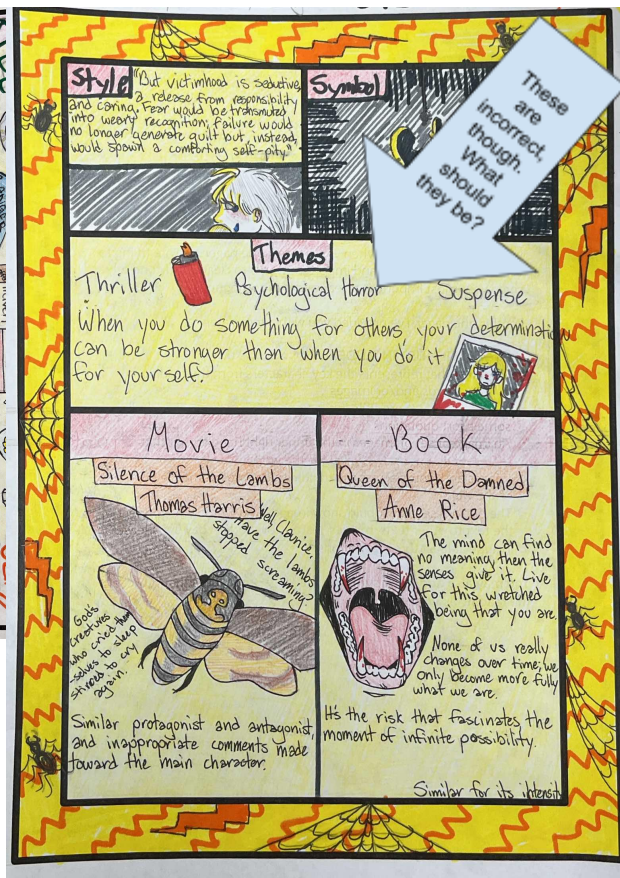 These
are
incorrect,
though.
What
should
they be?
Style
"But victimhood is seductive,
a release from responsibility
and caring. Fear would be transmuted
into weary recognition; failure would
no longer generate guilt but, instead,
would spawn a comforting self-pity."
Symbol
Themes
Thriller
Psychological Horror
Suspense
When you do something for others, your determination
can be stronger than when you do it
for yourself.
Movie
Silence of the Lambs
Thomas Harris
Well, Clarice,
have the lambs
stopped screaming?
God's
creatures
who cried them
-selves to sleep
stirred to cry
again.
Similar protagonist and antagonist,
and inappropriate comments made
toward the main character.
Book
Queen of the Damned
Anne Rice
The mind can find
no meaning then the
senses give it. Live
for this wretched
being that you are.
None of us really
changes over time; we
only become more fully
what we are.
It's the risk that fascinates the
moment of infinite possibility.
Similar for its